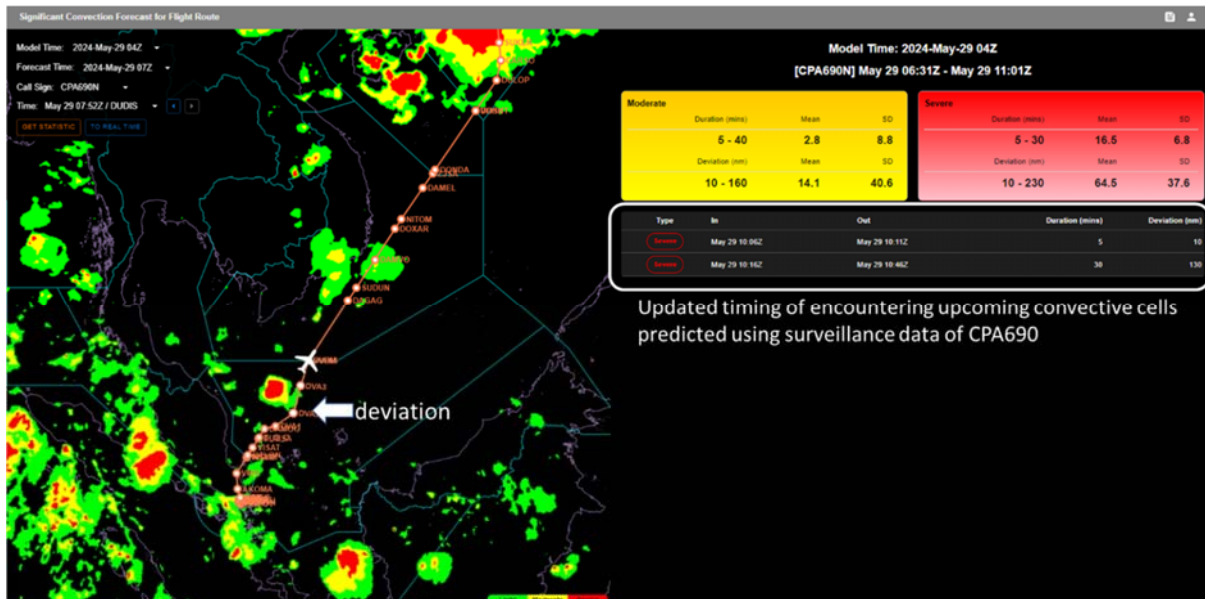 Significant Convection Forecast for Flight Route
Model Time: 2024-May-29 04Z
Forecast Time: 2024-May-29 07Z
Call Sign: CPA690N
Time: May 29 07:52Z / DUDIS
GET STATISTIC TO REAL TIME
DONDA
DAMEL
NITOM
DOKAR
SUDUN
DAGAG
OVA3
deviation
Model Time: 2024-May-29 04Z
[CPA690N] May 29 06:31Z - May 29 11:01Z
Moderate
Duration (mins) Mean SD
5 - 40 2.8 8.8
Deviation (nm) Mean SD
10 - 160 14.1 40.6
Severe
Duration (mins) Mean SD
5 - 30 16.5 6.8
Deviation (nm) Mean SD
10 - 230 64.5 37.6
Type In Out Duration (mins) Deviation (nm)
Severe May 29 10:06Z May 29 10:11Z 5 10
Severe May 29 10:16Z May 29 10:46Z 30 130
Updated timing of encountering upcoming convective cells
predicted using surveillance data of CPA690